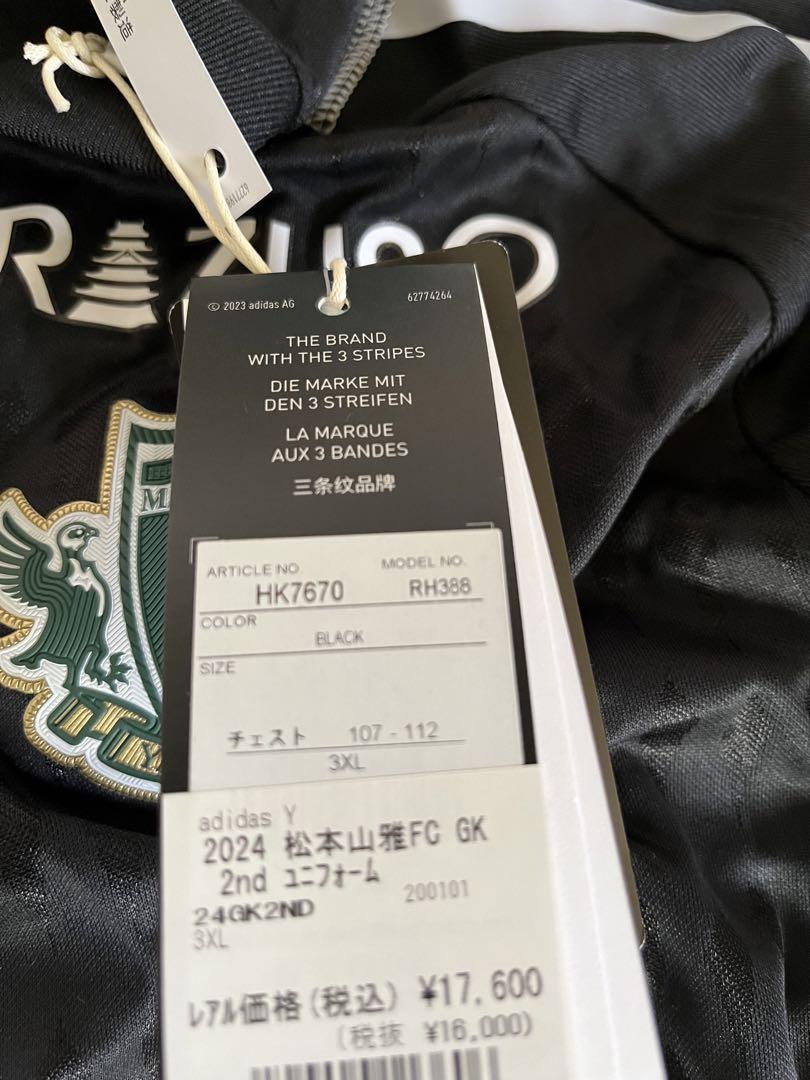 製造
© 2023 adidas AG
62774264
THE BRAND
WITH THE 3 STRIPES
DIE MARKE MIT
DEN 3 STREIFEN
LA MARQUE
AUX 3 BANDES
三条纹品牌
ARTICLE NO.
MODEL NO.
HK7670
RH388
COLOR
BLACK
SIZE
チェスト 107 - 112
3XL
adidas Y
2024 松本山雅FC GK
2nd ユニフォーム
200101
24GK2ND
3XL
レアル価格(税込) ¥17,600
(税抜 ¥16,000)